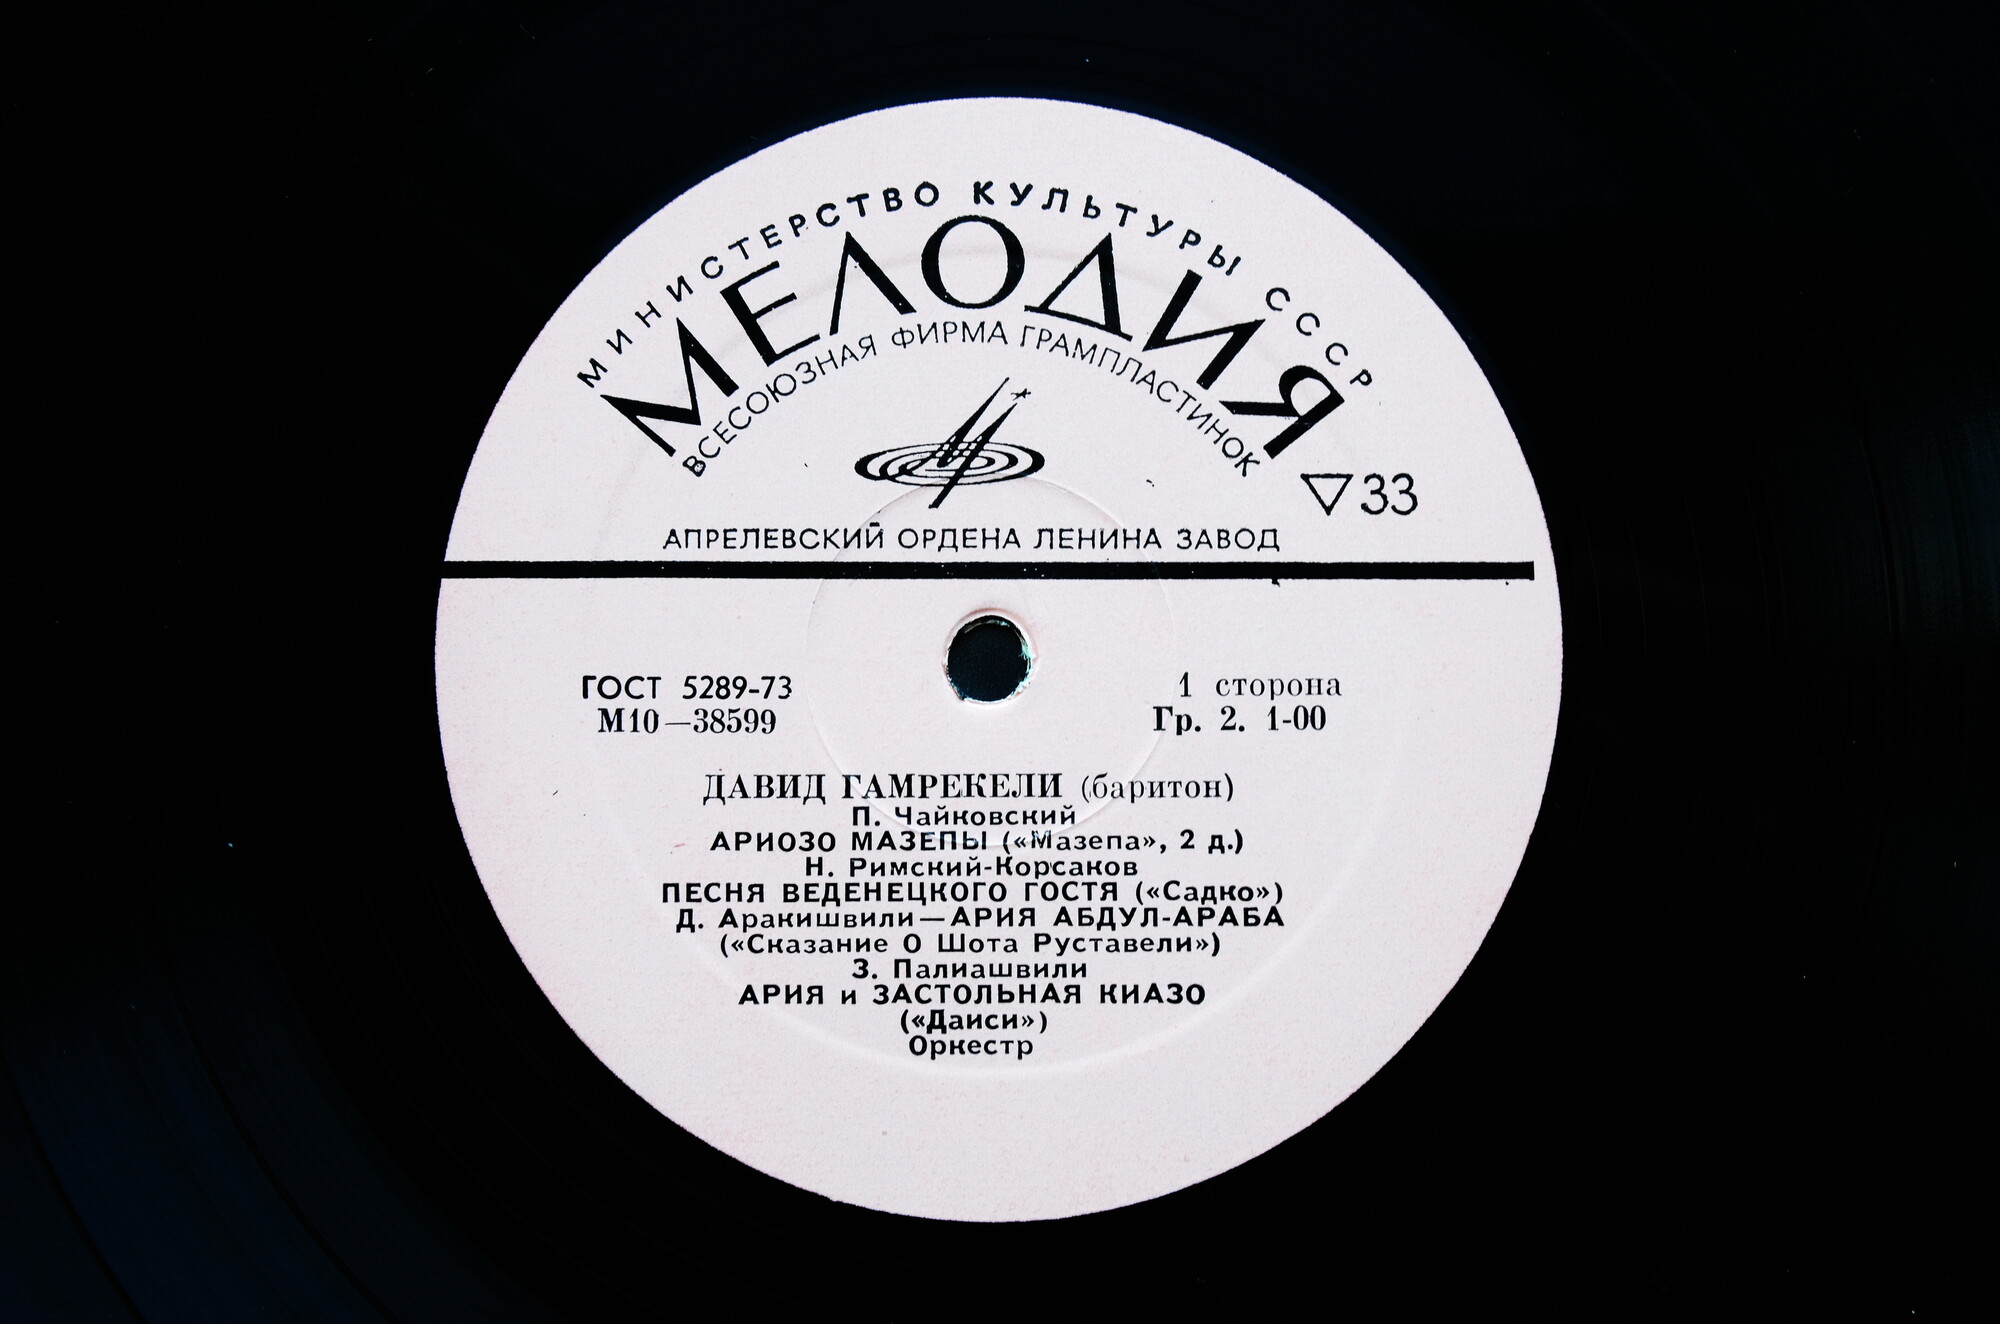 МИНИСТЕРСТВО КУЛЬТУРЫ СССР
МЕЛОДИЯ
ВСЕСОЮЗНАЯ ФИРМА ГРАМПЛАСТИНОК
▽33
АПРЕЛЕВСКИЙ ОРДЕНА ЛЕНИНА ЗАВОД
ГОСТ 5289-73
М10—38599
1 сторона
Гр. 2. 1-00
ДАВИД ГАМРЕКЕЛИ (баритон)
П. Чайковский
АРИОЗО МАЗЕПЫ («Мазепа», 2 д.)
Н. Римский-Корсаков
ПЕСНЯ ВЕДЕНЕЦКОГО ГОСТЯ («Садко»)
Д. Аракишвили—АРИЯ АБДУЛ-АРАБА
(«Сказание О Шота Руставели»)
З. Палиашвили
АРИЯ и ЗАСТОЛЬНАЯ КИАЗО
(«Даиси»)
Оркестр